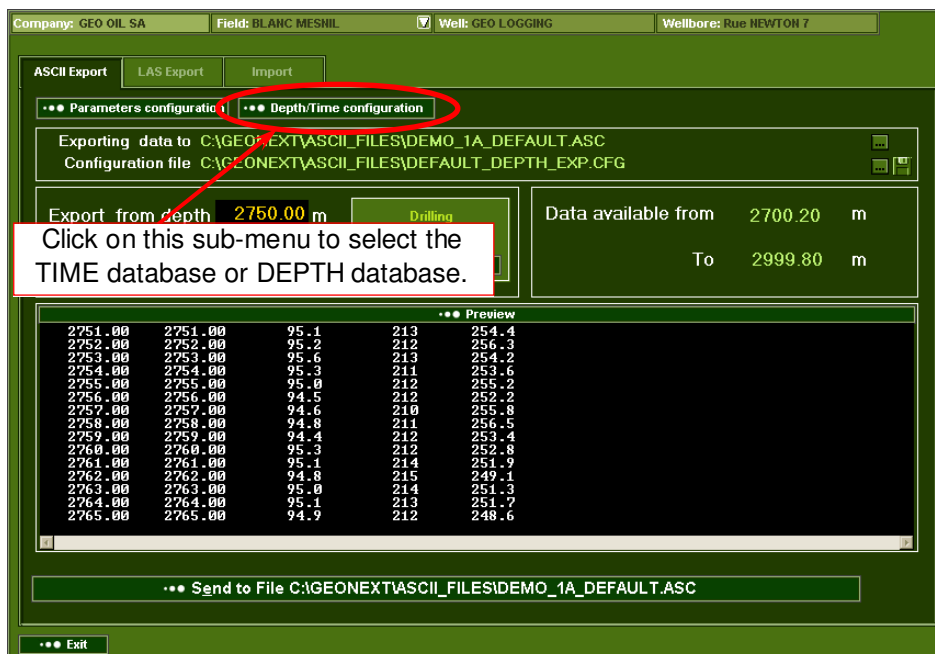 Company: GEO OIL SA Field: BLANC MESNIL Well: GEO LOGGING Wellbore: Rue NEWTON 7
ASCII Export LAS Export Import
Parameters configuration Depth/Time configuration
Exporting data to C:\GEONEXT\ASCII_FILES\DEMO_1A_DEFAULT.ASC ...
Configuration file C:\GEONEXT\ASCII_FILES\DEFAULT_DEPTH_EXP.CFG ...
Export from depth 2750.00 m Drilling Data available from 2700.20 m
Click on this sub-menu to select the
TIME database or DEPTH database.
To 2999.80 m
Preview
2751.00 2751.00 95.1 213 254.4
2752.00 2752.00 95.2 212 256.3
2753.00 2753.00 95.6 213 254.2
2754.00 2754.00 95.3 211 253.6
2755.00 2755.00 95.0 212 255.2
2756.00 2756.00 94.5 212 252.2
2757.00 2757.00 94.6 210 255.8
2758.00 2758.00 94.8 211 256.5
2759.00 2759.00 94.4 212 253.4
2760.00 2760.00 95.3 212 252.8
2761.00 2761.00 95.1 214 251.9
2762.00 2762.00 94.8 215 249.1
2763.00 2763.00 95.0 214 251.3
2764.00 2764.00 95.1 213 251.7
2765.00 2765.00 94.9 212 248.6
Send to File C:\GEONEXT\ASCII_FILES\DEMO_1A_DEFAULT.ASC
Exit